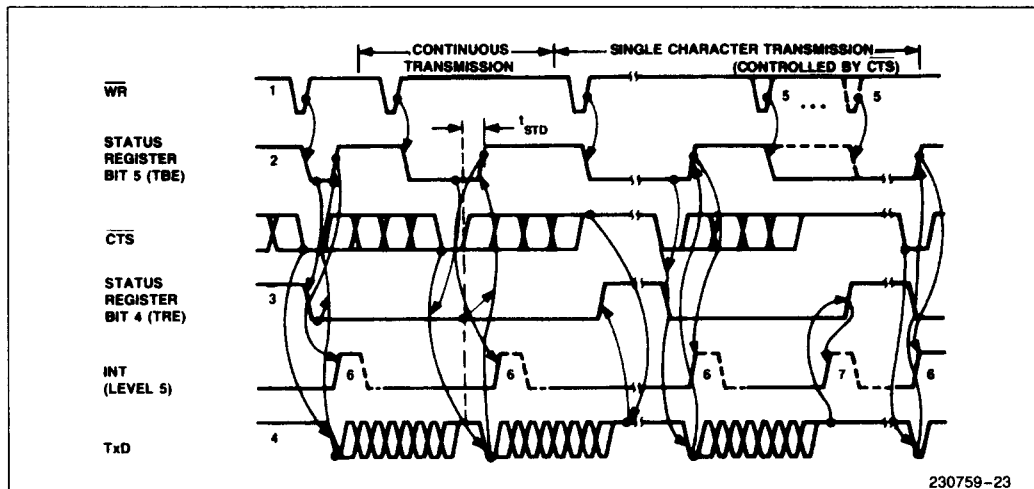 CONTINUOUS
TRANSMISSION
SINGLE CHARACTER TRANSMISSION
(CONTROLLED BY CTS)
WR
1
5 ... 5
tSTD
STATUS
REGISTER
BIT 5 (TBE)
2
CTS
STATUS
REGISTER
BIT 4 (TRE)
3
INT
(LEVEL 5)
6
6
6
7
6
TxD
4
230759-23